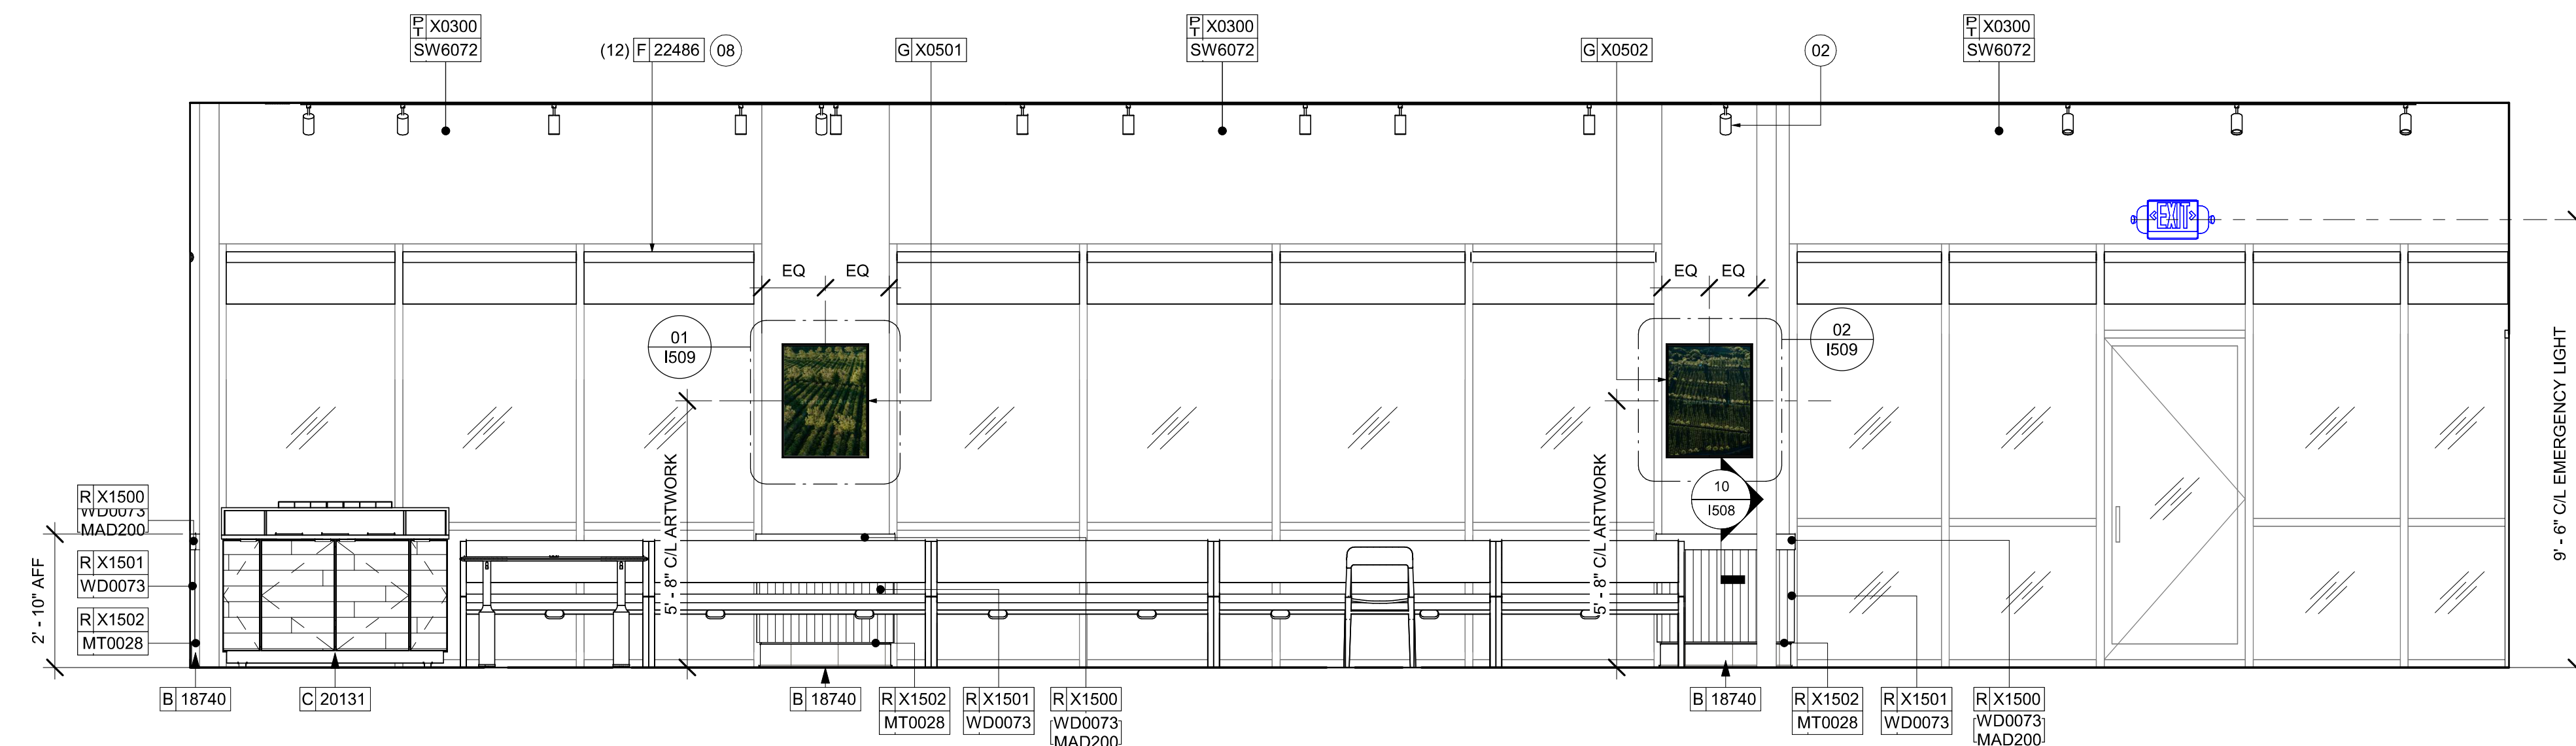 PT X0300
SW6072
(12) F 22486 08
G X0501
PT X0300
SW6072
G X0502
02
PT X0300
SW6072
EXIT
EQ EQ
EQ EQ
01
I509
02
I509
5' - 8" C/L ARTWORK
5' - 8" C/L ARTWORK
9' - 6" C/L EMERGENCY LIGHT
10
I508
R X1500
WD0073
MAD200
R X1501
WD0073
R X1502
MT0028
2' - 10" AFF
B 18740
C 20131
B 18740
R X1502
MT0028
R X1501
WD0073
R X1500
WD0073
MAD200
B 18740
R X1502
MT0028
R X1501
WD0073
R X1500
WD0073
MAD200